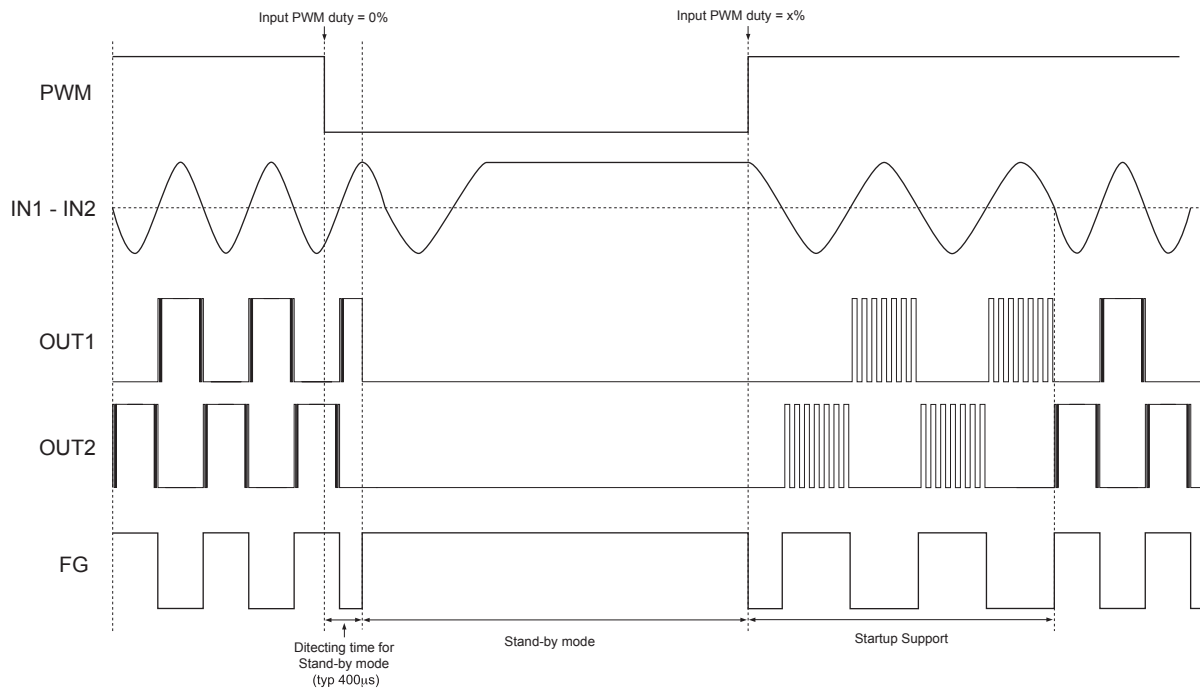 Input PWM duty = 0%
Input PWM duty = x%
PWM
IN1 - IN2
OUT1
OUT2
FG
Ditecting time for
Stand-by mode
(typ 400µs)
Stand-by mode
Startup Support